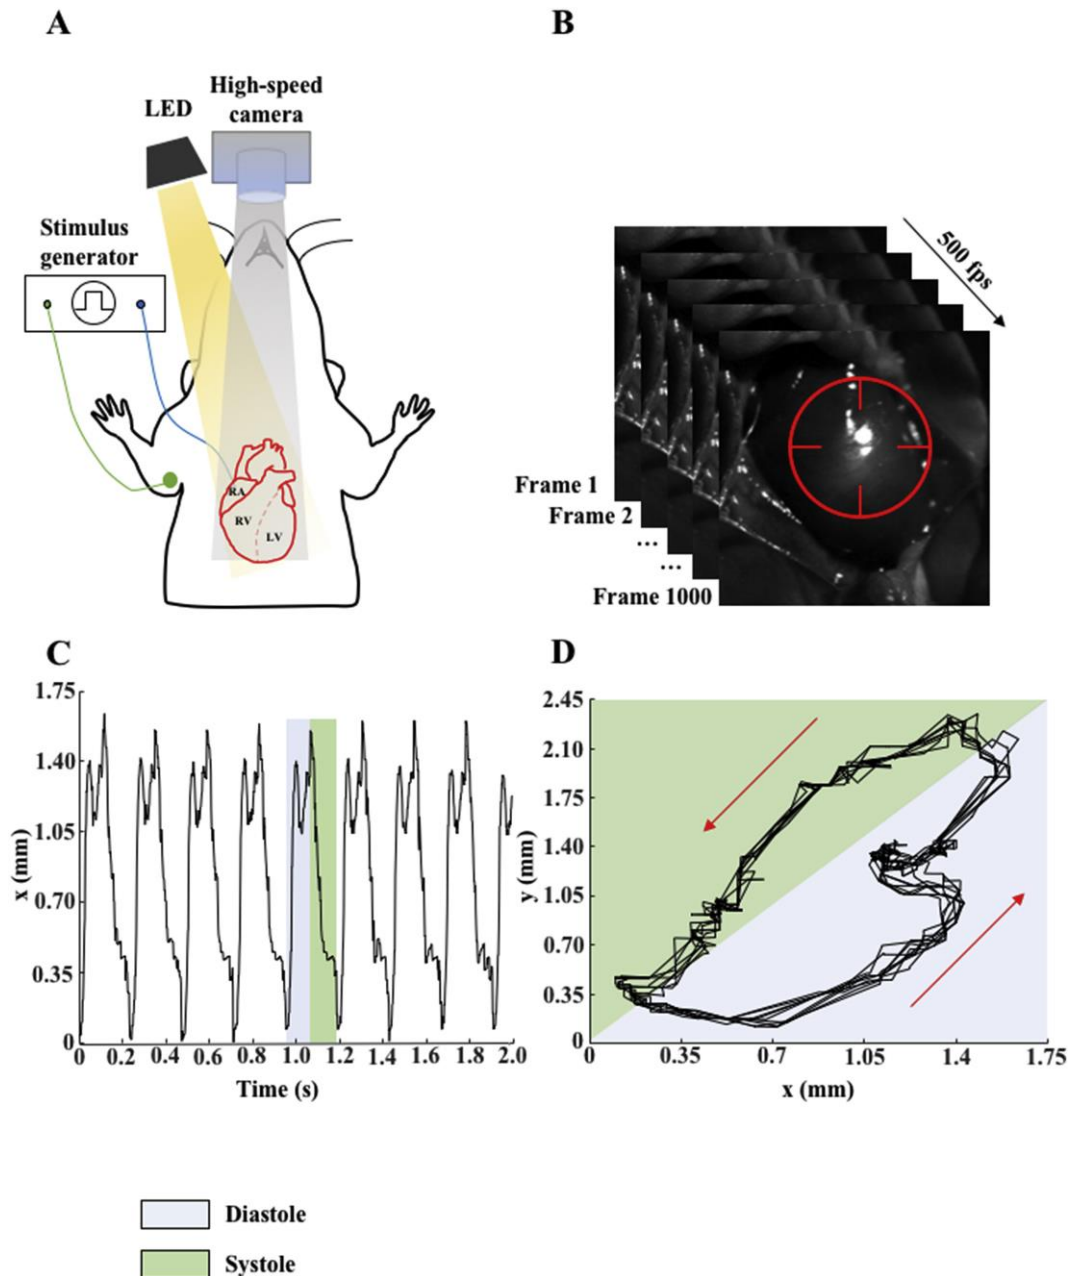 A
LED
High-speed
camera
Stimulus
generator
RA
RV
LV
B
500 fps
Frame 1
Frame 2
...
...
Frame 1000
C
x (mm)
1.75
1.40
1.05
0.70
0.35
0
0 0.2 0.4 0.6 0.8 1.0 1.2 1.4 1.6 1.8 2.0
Time (s)
D
y (mm)
2.45
2.10
1.75
1.40
1.05
0.70
0.35
0
0 0.35 0.7 1.05 1.4 1.75
x (mm)
Diastole
Systole